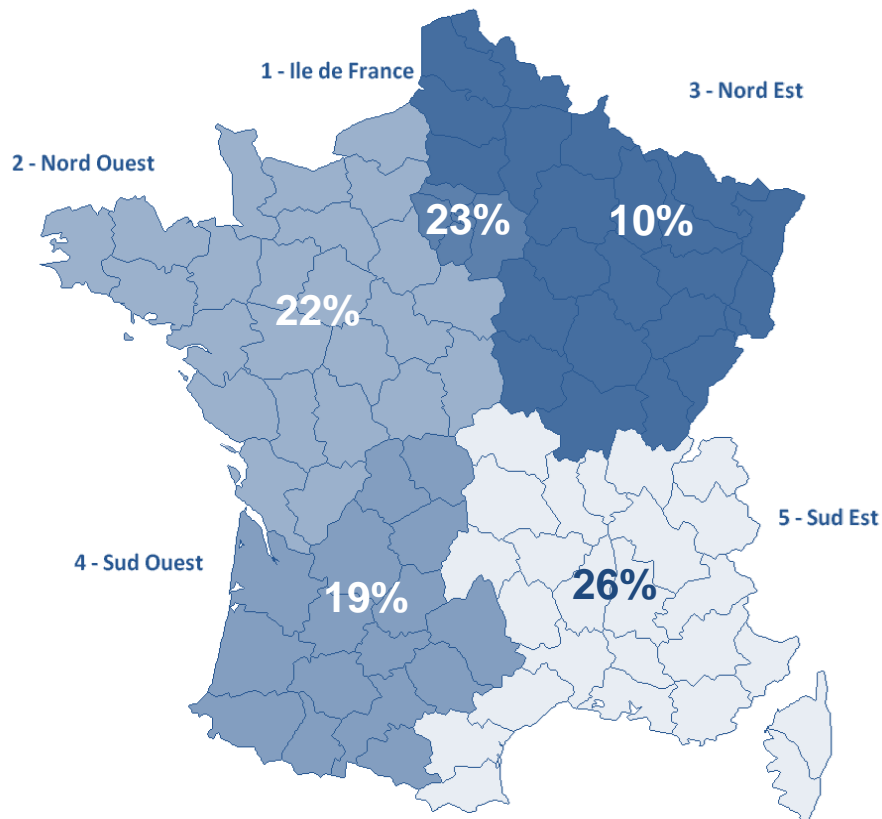 1 - Ile de France
3 - Nord Est
2 - Nord Ouest
23%
10%
22%
5 - Sud Est
4 - Sud Ouest
26%
19%